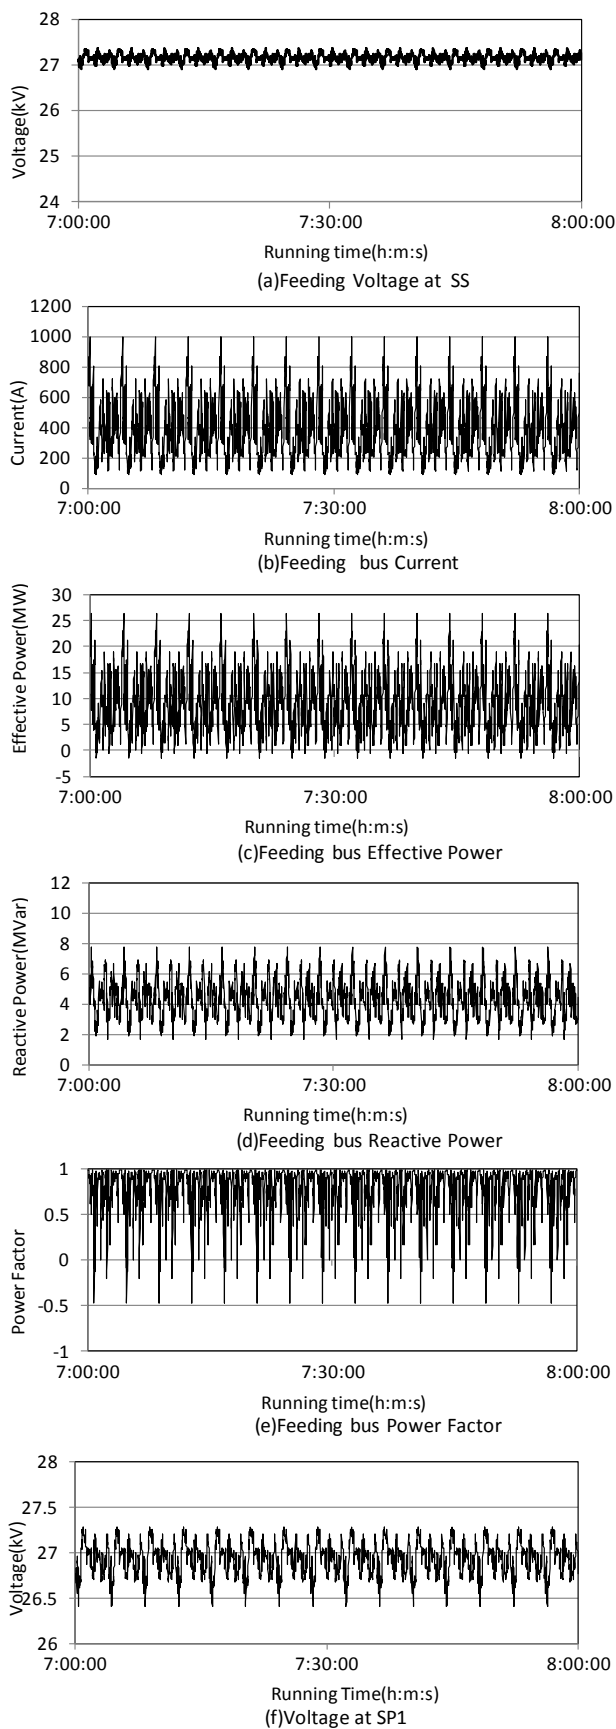 28
27
26
25
24
Voltage(kV)
7:00:00 7:30:00 8:00:00
Running time(h:m:s)
(a)Feeding Voltage at SS
1200
1000
800
600
400
200
0
Current(A)
7:00:00 7:30:00 8:00:00
Running time(h:m:s)
(b)Feeding bus Current
30
25
20
15
10
5
0
-5
Effective Power(MW)
7:00:00 7:30:00 8:00:00
Running time(h:m:s)
(c)Feeding bus Effective Power
12
10
8
6
4
2
0
Reactive Power(MVar)
7:00:00 7:30:00 8:00:00
Running time(h:m:s)
(d)Feeding bus Reactive Power
1
0.5
0
-0.5
-1
Power Factor
7:00:00 7:30:00 8:00:00
Running time(h:m:s)
(e)Feeding bus Power Factor
28
27.5
27
26.5
26
Voltage(kV)
7:00:00 7:30:00 8:00:00
Running Time(h:m:s)
(f)Voltage at SP1